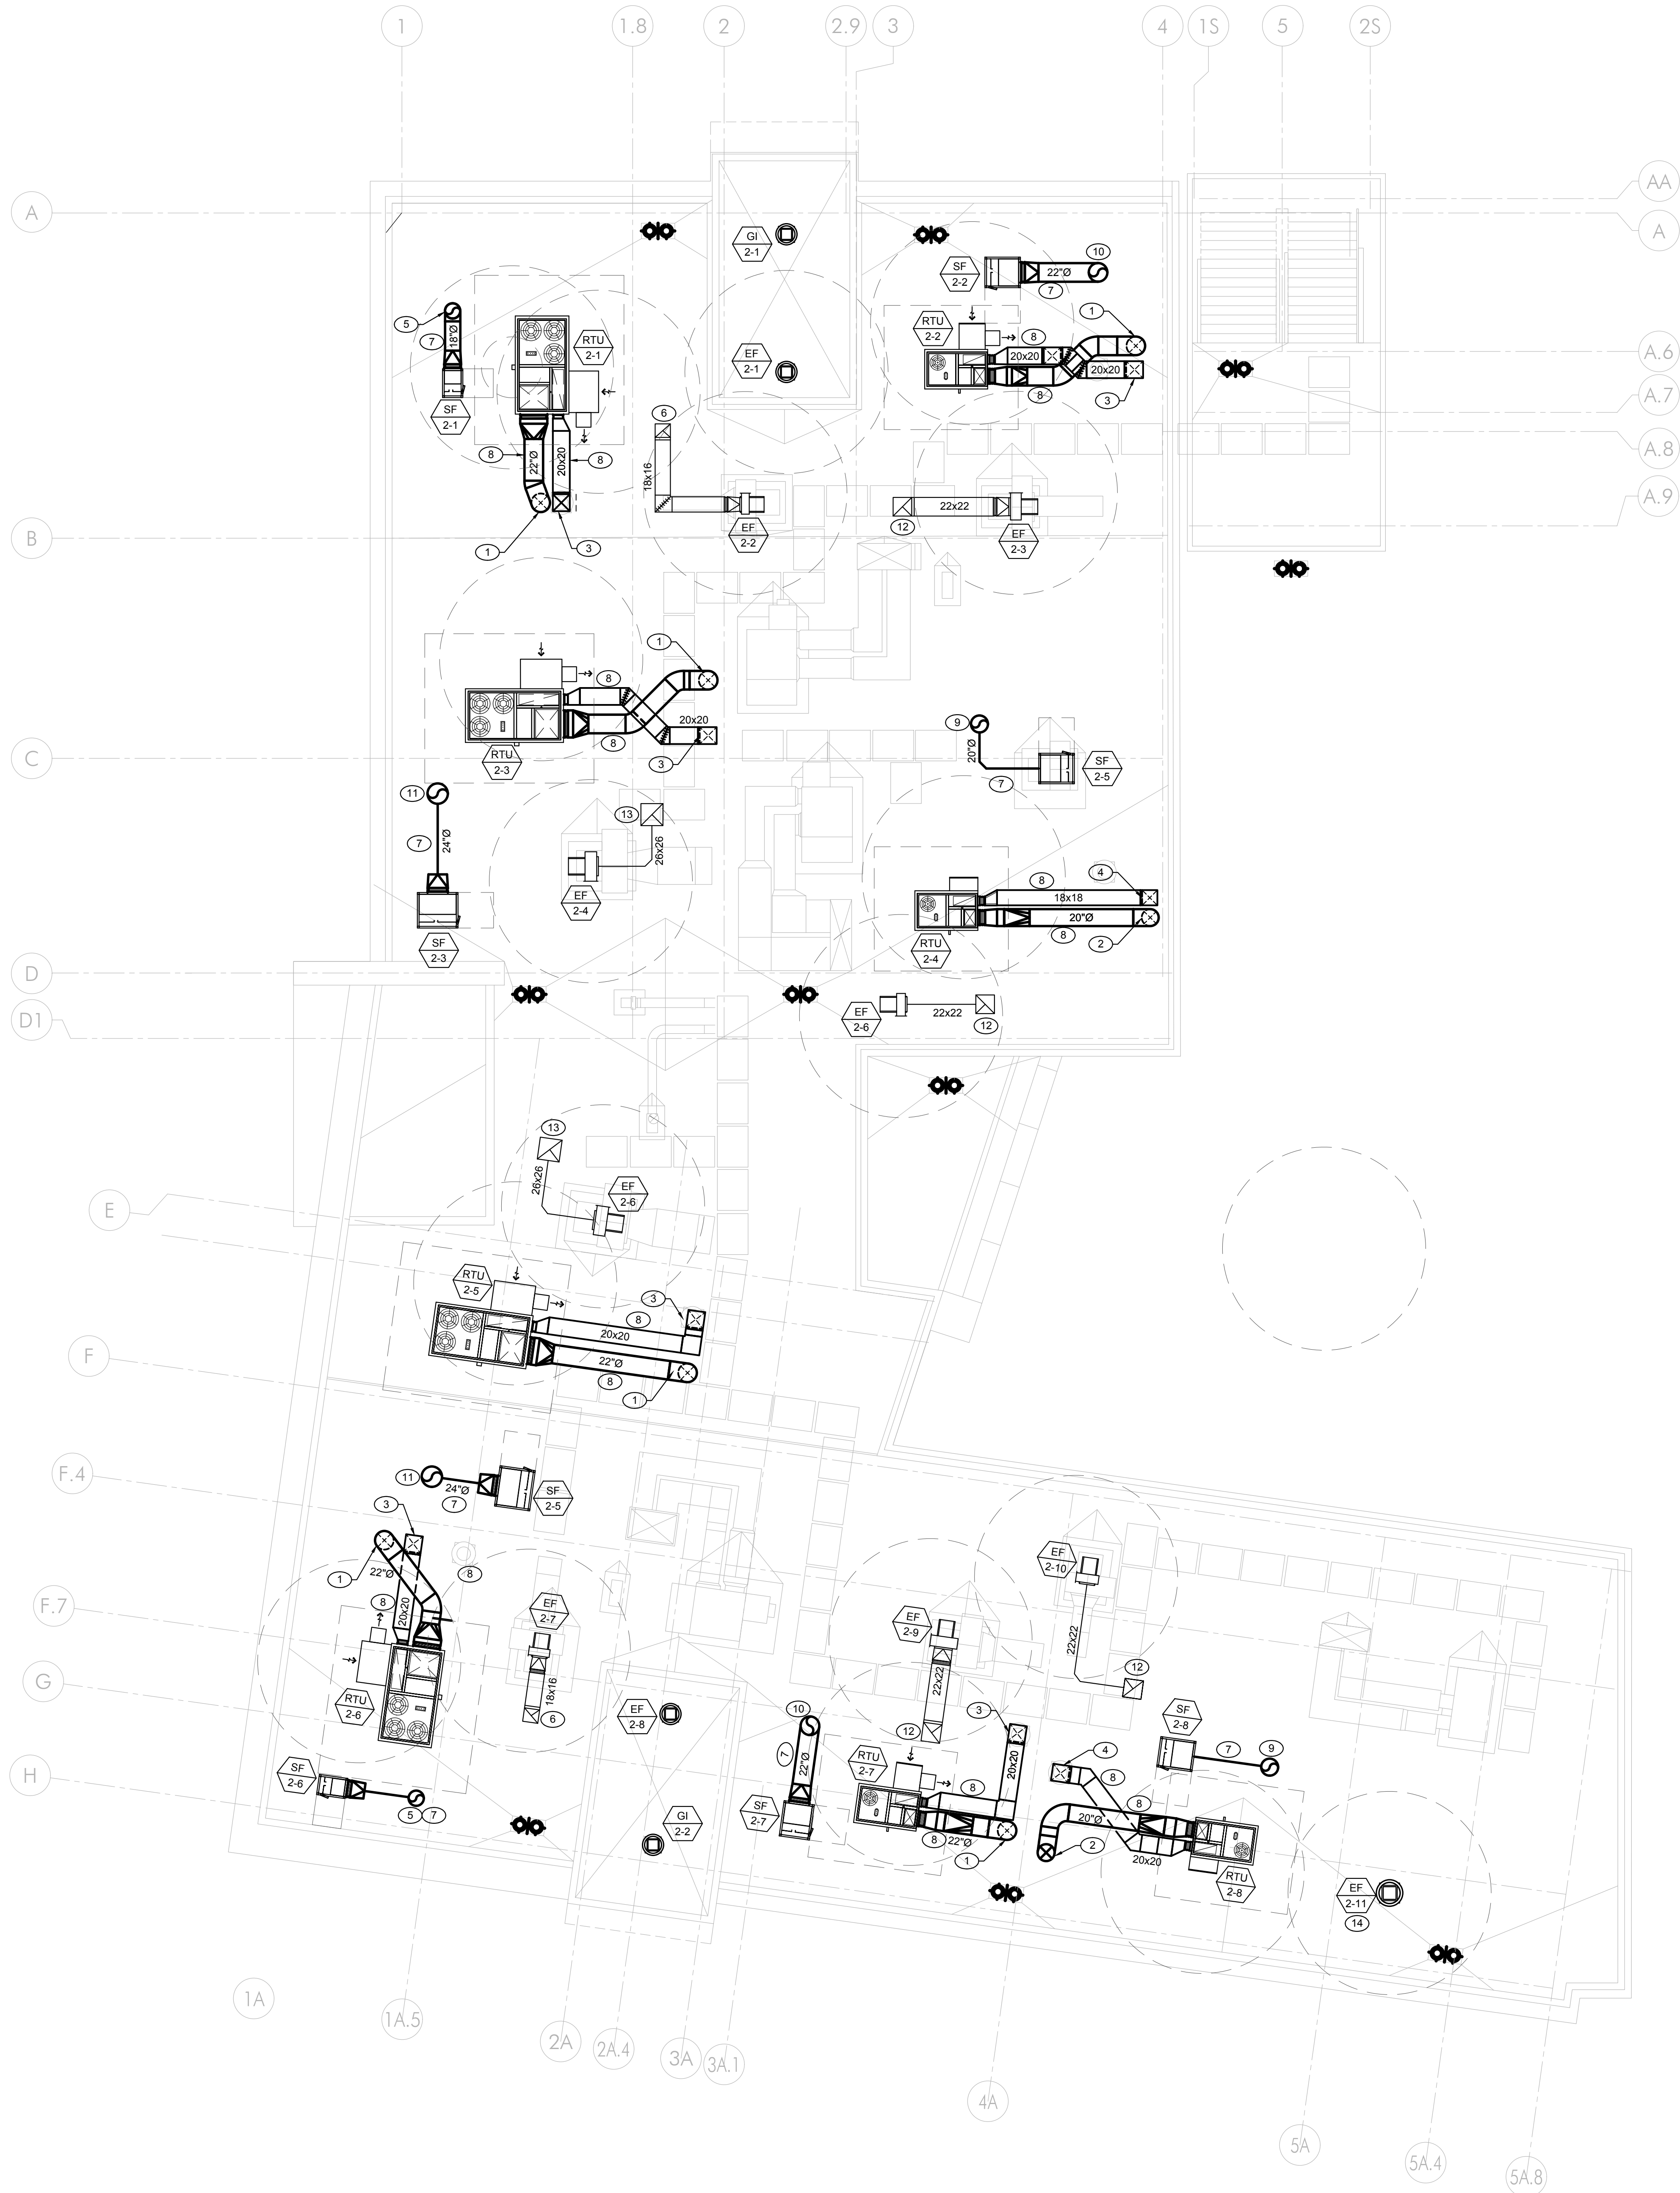 1
1.8
2
2.9
3
4
1S
5
2S
AA
A
A
GI
2-1
SF
2-2
22"Ø
10
7
5
7
18"Ø
RTU
2-1
RTU
2-2
8
1
A.6
EF
2-1
20x20
20x20
8
3
A.7
SF
2-1
6
A.8
8
22"Ø
20x20
8
18x16
A.9
22x22
12
EF
2-2
EF
2-3
B
1
3
1
8
9
20x20
8
RTU
2-3
3
20"Ø
7
SF
2-5
C
11
13
7
24"Ø
26x26
EF
2-4
8
4
18x18
20"Ø
8
2
SF
2-3
RTU
2-4
D
EF
2-6
22x22
12
D1
13
26x26
EF
2-6
E
RTU
2-5
3
8
20x20
22"Ø
8
1
F
F.4
11
24"Ø
7
SF
2-5
3
1
22"Ø
8
8
20x20
EF
2-10
F.7
EF
2-7
EF
2-9
22x22
22x22
12
G
RTU
2-6
18x16
6
EF
2-8
10
12
3
SF
2-8
7
9
H
SF
2-6
5
7
7
22"Ø
RTU
2-7
20x20
4
8
8
8
SF
2-7
GI
2-2
20"Ø
8
22"Ø
1
2
20x20
RTU
2-8
EF
2-11
14
1A
1A.5
2A
2A.4
3A
3A.1
4A
5A
5A.4
5A.8